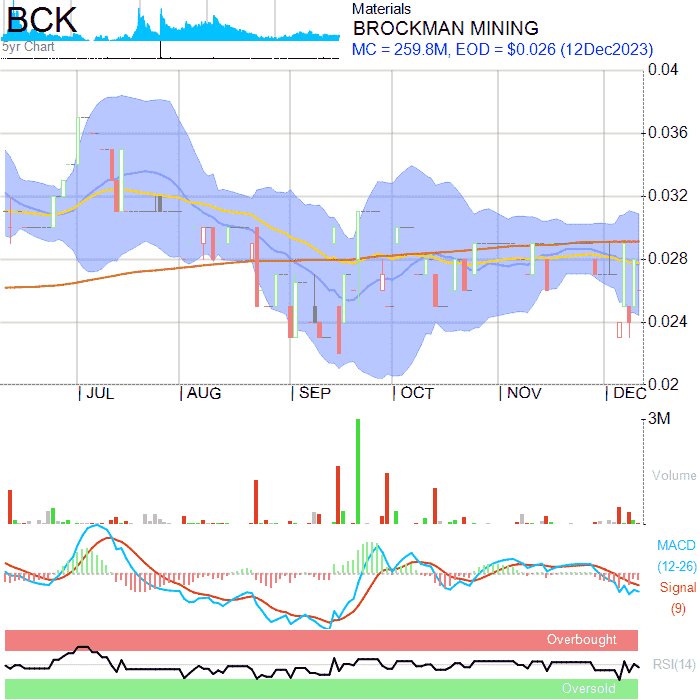 BCK
5yr Chart
Materials
BROCKMAN MINING
MC = 259.8M, EOD = $0.026 (12Dec2023)
0.04
0.036
0.032
0.028
0.024
0.02
JUL AUG SEP OCT NOV DEC
3M
Volume
MACD
(12-26)
Signal
(9)
Overbought
RSI(14)
Oversold